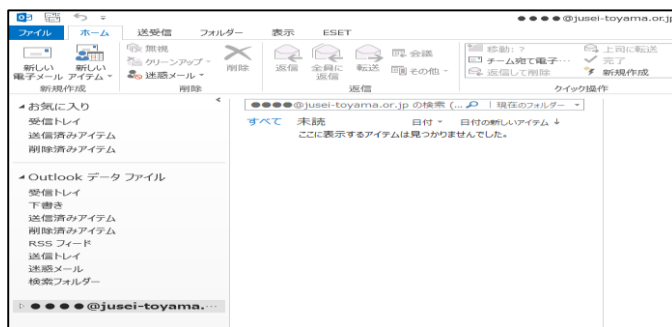 ●●●●@jusei-toyama.or.jp
ファイル ホーム 送受信 フォルダー 表示 ESET
新しい 電子メール
新しい アイテム
新規作成
無視
クリーンアップ
迷惑メール
削除
削除
返信
全員に 返信
転送
会議
その他
返信
移動: ?
チーム宛て電子…
返信して削除
上司に転送
完了
新規作成
クイック操作
お気に入り
受信トレイ
送信済みアイテム
削除済みアイテム
Outlook データ ファイル
受信トレイ
下書き
送信済みアイテム
削除済みアイテム
RSS フィード
送信トレイ
迷惑メール
検索フォルダー
●●●●@jusei-toyama.…
●●●●@jusei-toyama.or.jp の検索 (... 現在のフォルダー
すべて 未読 日付 日付の新しいアイテム ↓
ここに表示するアイテムは見つかりませんでした。